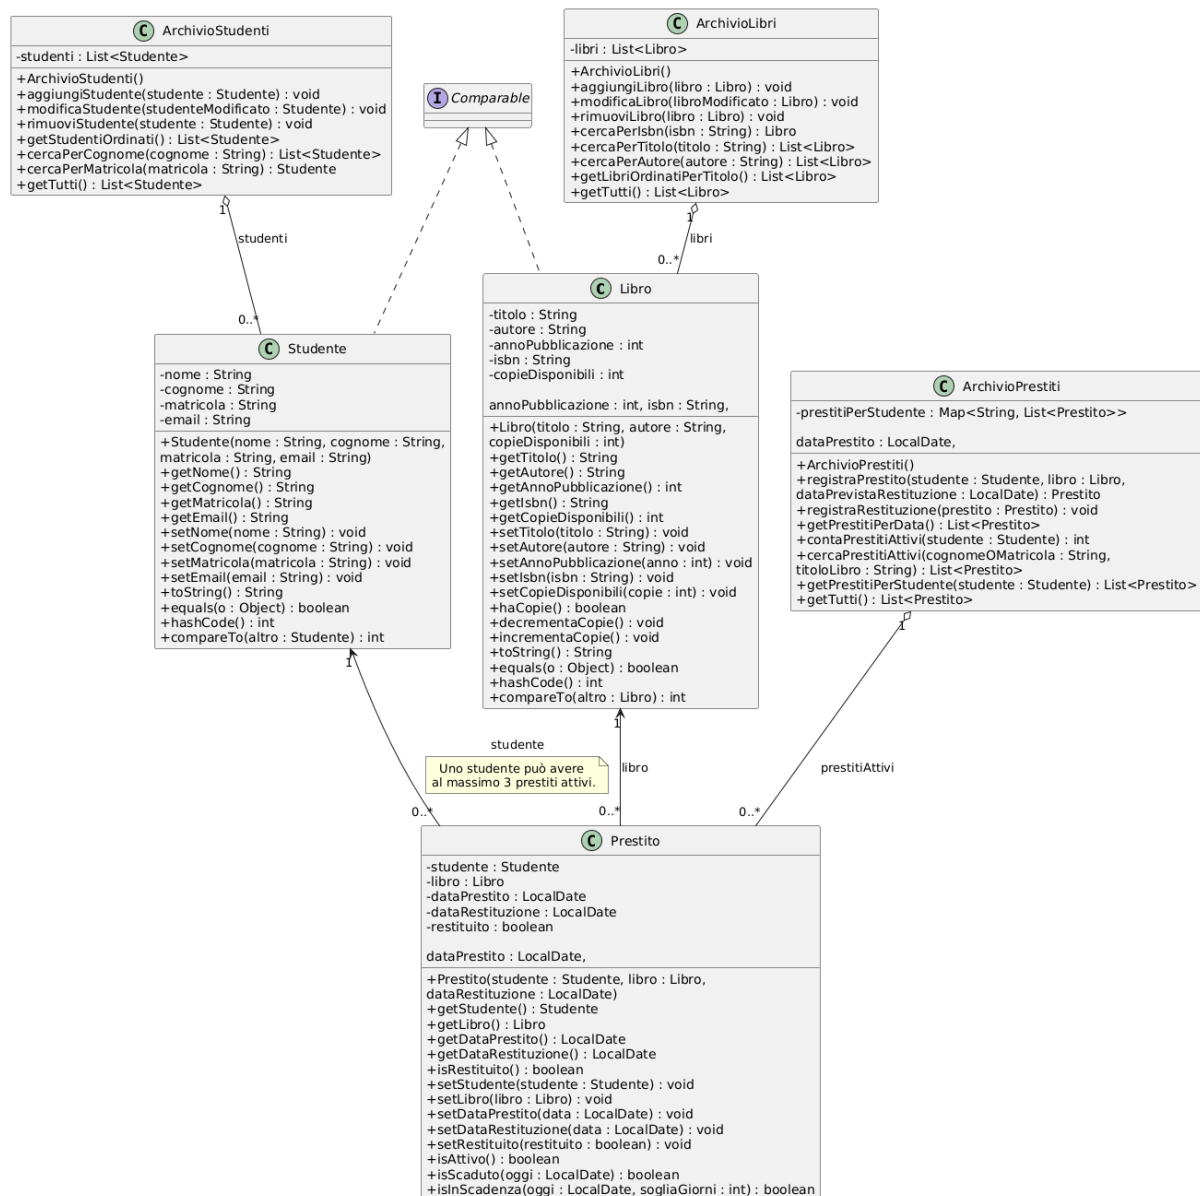 C ArchivioStudenti
-studenti : List<Studente>
+ArchivioStudenti()
+aggiungiStudente(studente : Studente) : void
+modificaStudente(studenteModificato : Studente) : void
+rimuoviStudente(studente : Studente) : void
+getStudentiOrdinati() : List<Studente>
+cercaPerCognome(cognome : String) : List<Studente>
+cercaPerMatricola(matricola : String) : Studente
+getTutti() : List<Studente>
I Comparable
C ArchivioLibri
-libri : List<Libro>
+ArchivioLibri()
+aggiungiLibro(libro : Libro) : void
+modificaLibro(libroModificato : Libro) : void
+rimuoviLibro(libro : Libro) : void
+cercaPerIsbn(isbn : String) : Libro
+cercaPerTitolo(titolo : String) : List<Libro>
+cercaPerAutore(autore : String) : List<Libro>
+getLibriOrdinatiPerTitolo() : List<Libro>
+getTutti() : List<Libro>
1
studenti
0..*
1
libri
0..*
C Studente
-nome : String
-cognome : String
-matricola : String
-email : String
+Studente(nome : String, cognome : String,
matricola : String, email : String)
+getNome() : String
+getCognome() : String
+getMatricola() : String
+getEmail() : String
+setNome(nome : String) : void
+setCognome(cognome : String) : void
+setMatricola(matricola : String) : void
+setEmail(email : String) : void
+toString() : String
+equals(o : Object) : boolean
+hashCode() : int
+compareTo(altro : Studente) : int
C Libro
-titolo : String
-autore : String
-annoPubblicazione : int
-isbn : String
-copieDisponibili : int
annoPubblicazione : int, isbn : String,
+Libro(titolo : String, autore : String,
copieDisponibili : int)
+getTitolo() : String
+getAutore() : String
+getAnnoPubblicazione() : int
+getIsbn() : String
+getCopieDisponibili() : int
+setTitolo(titolo : String) : void
+setAutore(autore : String) : void
+setAnnoPubblicazione(anno : int) : void
+setIsbn(isbn : String) : void
+setCopieDisponibili(copie : int) : void
+haCopie() : boolean
+decrementaCopie() : void
+incrementaCopie() : void
+toString() : String
+equals(o : Object) : boolean
+hashCode() : int
+compareTo(altro : Libro) : int
C ArchivioPrestiti
-prestitiPerStudente : Map<String, List<Prestito>>
dataPrestito : LocalDate,
+ArchivioPrestiti()
+registraPrestito(studente : Studente, libro : Libro,
dataPrevistaRestituzione : LocalDate) : Prestito
+registraRestituzione(prestito : Prestito) : void
+getPrestitiPerData() : List<Prestito>
+contaPrestitiAttivi(studente : Studente) : int
+cercaPrestitiAttivi(cognomeOMatricola : String,
titoloLibro : String) : List<Prestito>
+getPrestitiPerStudente(studente : Studente) : List<Prestito>
+getTutti() : List<Prestito>
1
studente
0..*
Uno studente può avere
al massimo 3 prestiti attivi.
1
libro
0..*
1
prestitiAttivi
0..*
C Prestito
-studente : Studente
-libro : Libro
-dataPrestito : LocalDate
-dataRestituzione : LocalDate
-restituito : boolean
dataPrestito : LocalDate,
+Prestito(studente : Studente, libro : Libro,
dataRestituzione : LocalDate)
+getStudente() : Studente
+getLibro() : Libro
+getDataPrestito() : LocalDate
+getDataRestituzione() : LocalDate
+isRestituito() : boolean
+setStudente(studente : Studente) : void
+setLibro(libro : Libro) : void
+setDataPrestito(data : LocalDate) : void
+setDataRestituzione(data : LocalDate) : void
+setRestituito(restituito : boolean) : void
+isAttivo() : boolean
+isScaduto(oggi : LocalDate) : boolean
+isInScadenza(oggi : LocalDate, sogliaGiorni : int) : boolean